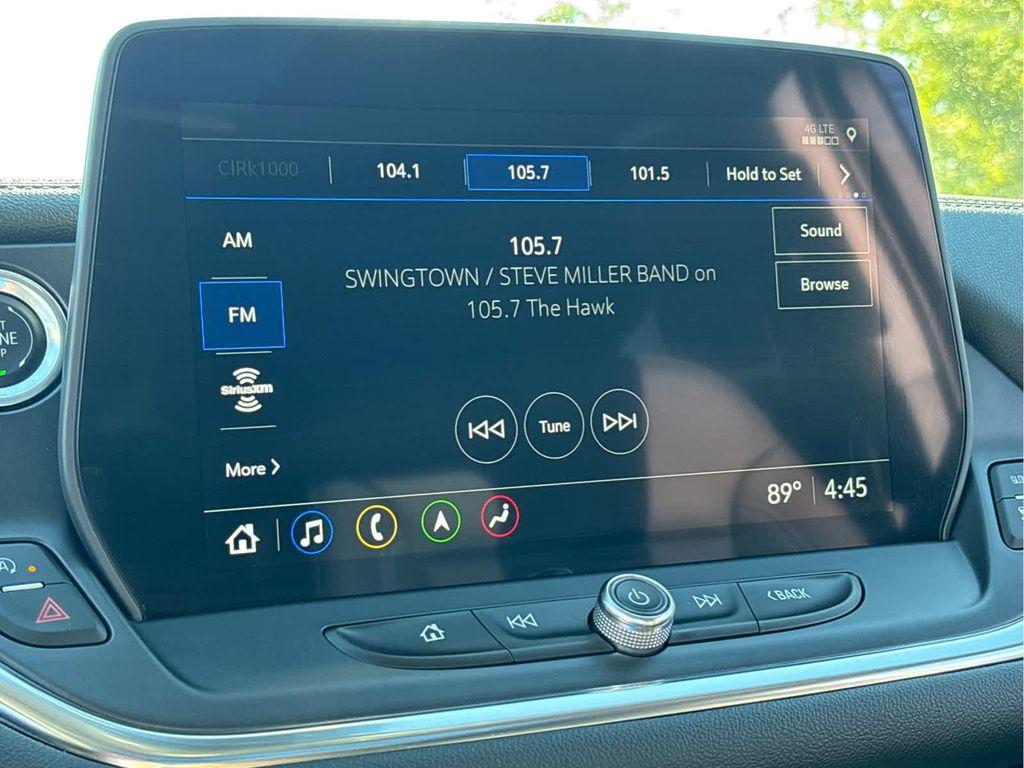 4G LTE
CIRk1000
104.1
105.7
101.5
Hold to Set
AM
105.7
Sound
SWINGTOWN / STEVE MILLER BAND on
105.7 The Hawk
Browse
FM
SiriusXM
Tune
More
89° 4:45
BACK